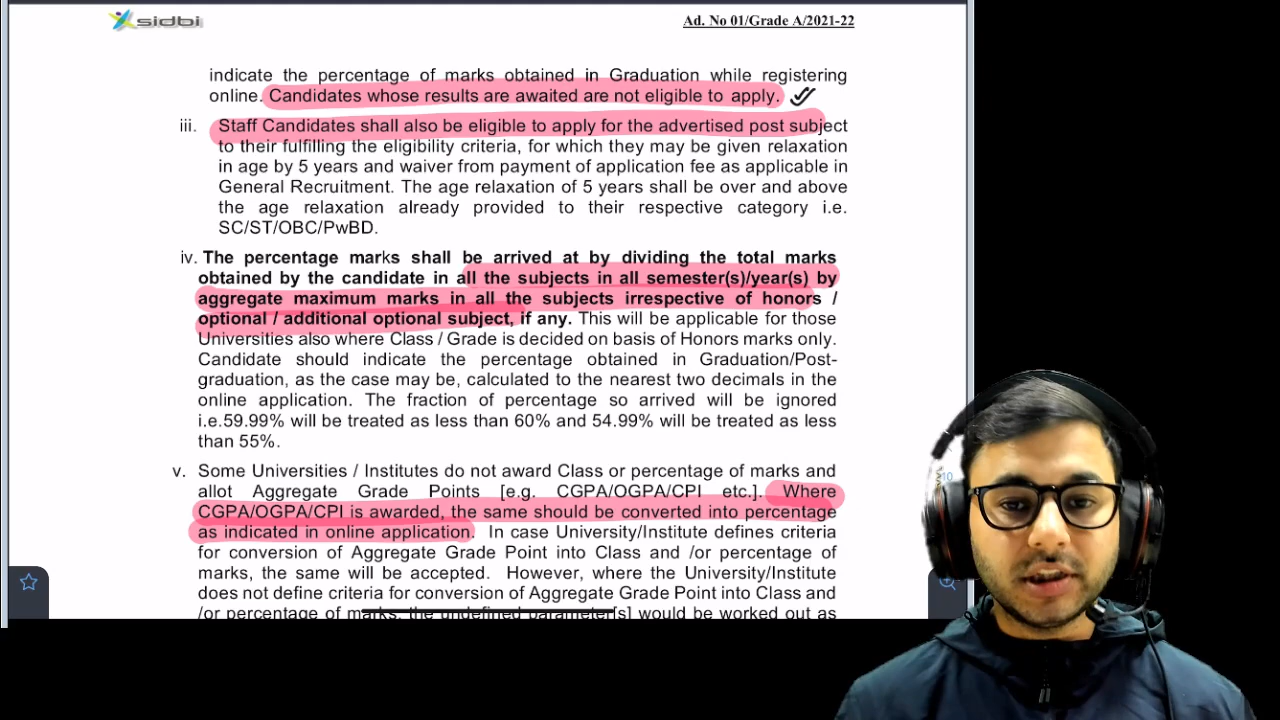 sidbi
Ad. No 01/Grade A/2021-22
indicate the percentage of marks obtained in Graduation while registering
online. Candidates whose results are awaited are not eligible to apply.
iii. Staff Candidates shall also be eligible to apply for the advertised post subject
to their fulfilling the eligibility criteria, for which they may be given relaxation
in age by 5 years and waiver from payment of application fee as applicable in
General Recruitment. The age relaxation of 5 years shall be over and above
the age relaxation already provided to their respective category i.e.
SC/ST/OBC/PwBD.
iv. The percentage marks shall be arrived at by dividing the total marks
obtained by the candidate in all the subjects in all semester(s)/year(s) by
aggregate maximum marks in all the subjects irrespective of honors /
optional / additional optional subject, if any. This will be applicable for those
Universities also where Class / Grade is decided on basis of Honors marks only.
Candidate should indicate the percentage obtained in Graduation/Post-
graduation, as the case may be, calculated to the nearest two decimals in the
online application. The fraction of percentage so arrived will be ignored
i.e.59.99% will be treated as less than 60% and 54.99% will be treated as less
than 55%.
v. Some Universities / Institutes do not award Class or percentage of marks and
allot Aggregate Grade Points [e.g. CGPA/OGPA/CPI etc.]. Where
CGPA/OGPA/CPI is awarded, the same should be converted into percentage
as indicated in online application. In case University/Institute defines criteria
for conversion of Aggregate Grade Point into Class and /or percentage of
marks, the same will be accepted. However, where the University/Institute
does not define criteria for conversion of Aggregate Grade Point into Class and
/or percentage of marks, the undefined parameter[s] would be worked out as